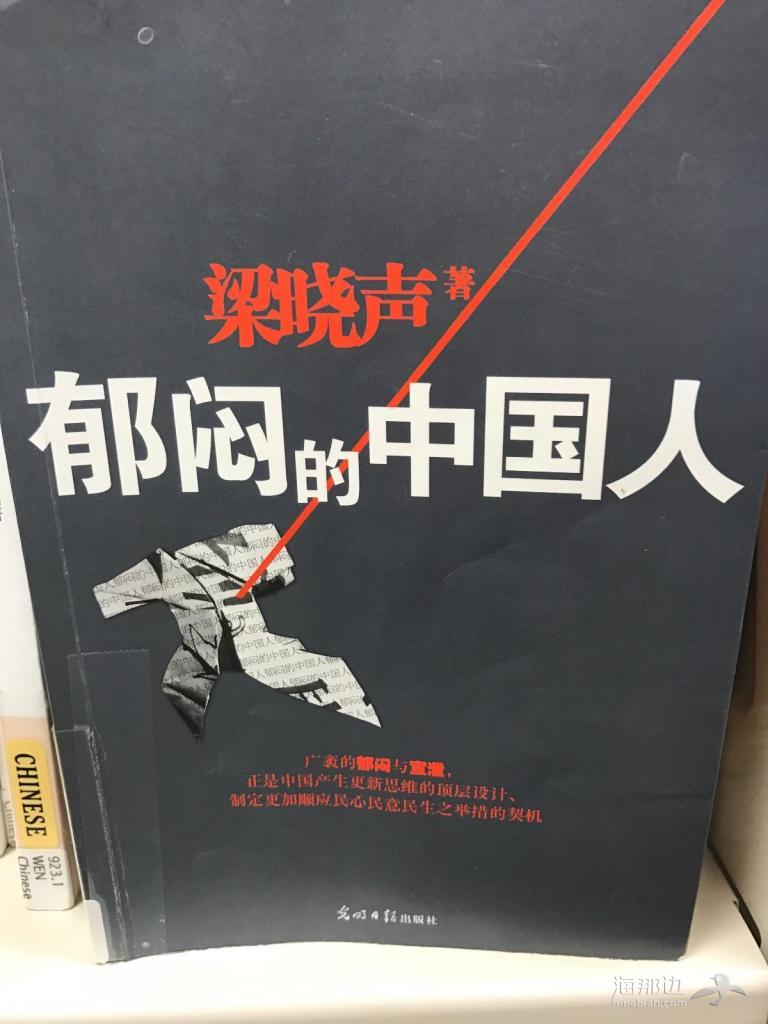 梁晓声 著
郁闷的中国人
广袤的郁闷与宣泄，
正是中国产生更新思维的顶层设计、
制定更加顺应民心民意民生之举措的契机
光明日报出版社
CHINESE
923.1
WEN
Chinese
海那边